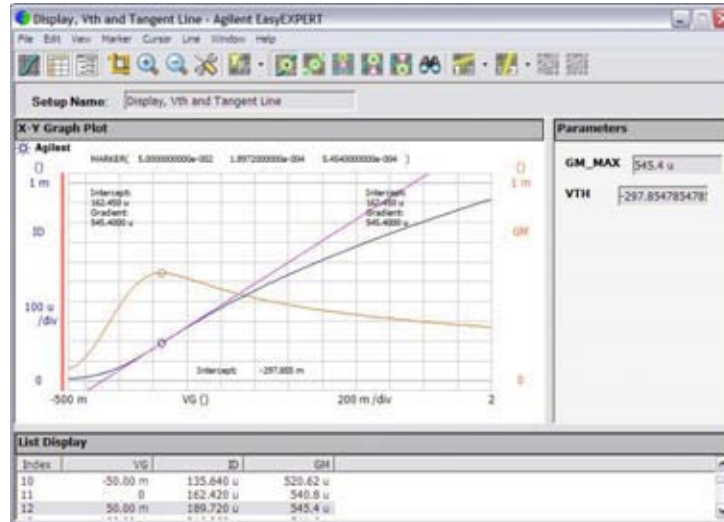 Display, Vth and Tangent Line - Agilent EasyEXPERT
File Edit View Marker Cursor Line Window Help
Setup Name: Display, Vth and Tangent Line
X-Y Graph Plot
Parameters
Agilent
MARKER( 5.0000000000e-002 1.8972000000e-004 5.4540000000e-004 )
() ()
1 m 1 m
Intercept: Intercept:
162.450 u 162.450 u
Gradient: Gradient:
545.4000 u 545.4000 u
GM_MAX 545.4 u
VTH -297.854785478
ID GM
100 u
/div
Intercept: -297.855 m
0 0
-500 m VG () 200 m /div 2
List Display
Index VG ID GM
10 -50.00 m 135.640 u 520.62 u
11 0 162.420 u 540.8 u
12 50.00 m 189.720 u 545.4 u